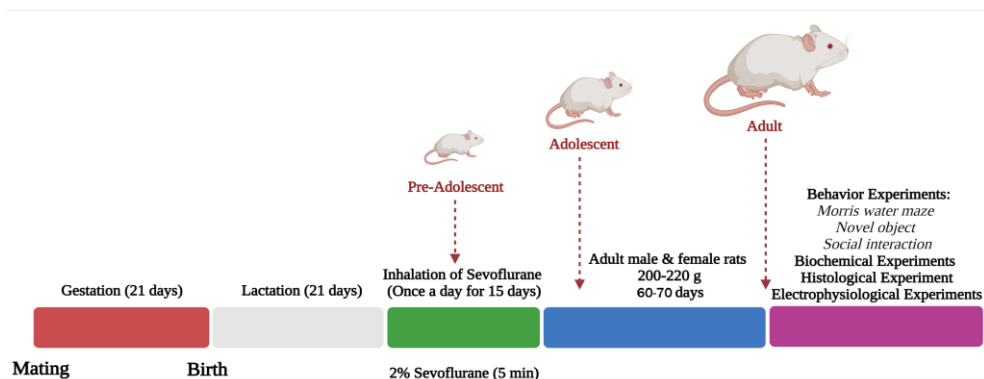 Adult
Adolescent
Pre-Adolescent
Behavior Experiments:
Morris water maze
Novel object
Social interaction
Biochemical Experiments
Histological Experiment
Electrophysiological Experiments
Adult male & female rats
200-220 g
60-70 days
Inhalation of Sevoflurane
(Once a day for 15 days)
Gestation (21 days)
Lactation (21 days)
Mating
Birth
2% Sevoflurane (5 min)